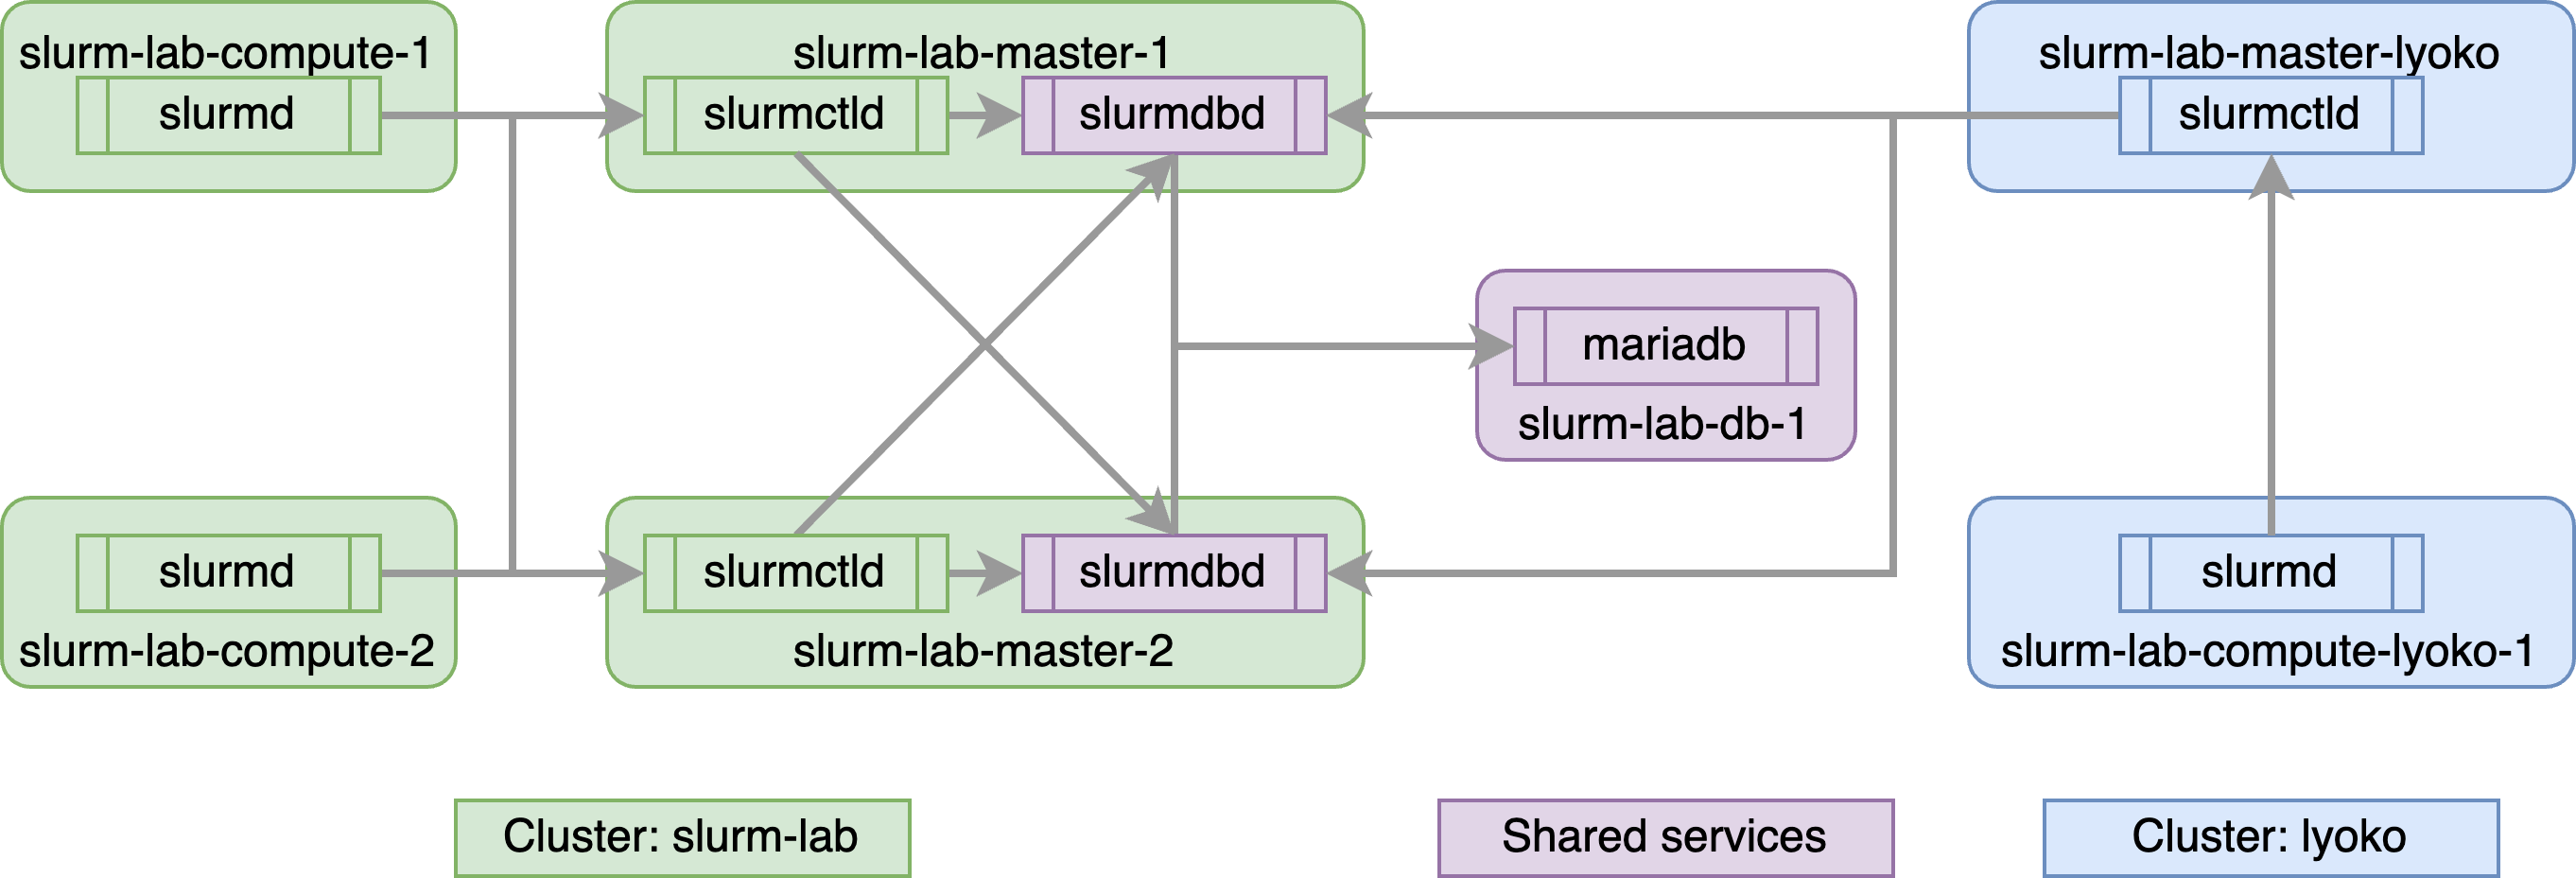 slurm-lab-compute-1
slurmd
slurm-lab-master-1
slurmctld
slurmdbd
slurm-lab-master-lyoko
slurmctld
mariadb
slurm-lab-db-1
slurmd
slurm-lab-compute-2
slurmctld
slurmdbd
slurm-lab-master-2
slurmd
slurm-lab-compute-lyoko-1
Cluster: slurm-lab
Shared services
Cluster: lyoko